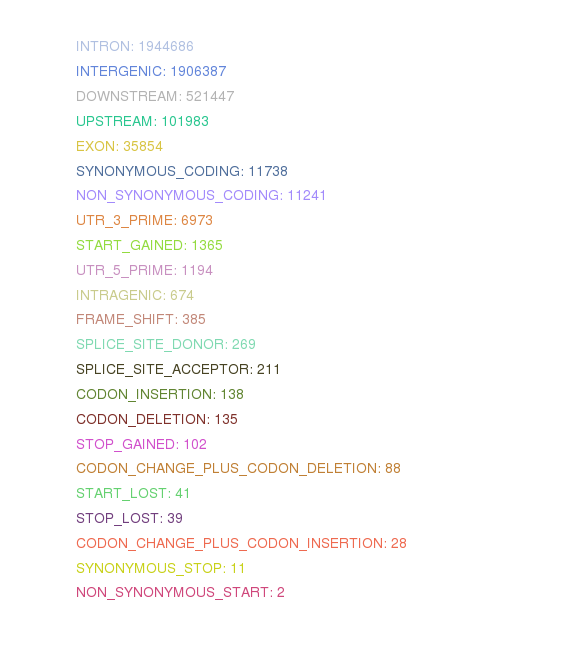 INTRON: 1944686
INTERGENIC: 1906387
DOWNSTREAM: 521447
UPSTREAM: 101983
EXON: 35854
SYNONYMOUS_CODING: 11738
NON_SYNONYMOUS_CODING: 11241
UTR_3_PRIME: 6973
START_GAINED: 1365
UTR_5_PRIME: 1194
INTRAGENIC: 674
FRAME_SHIFT: 385
SPLICE_SITE_DONOR: 269
SPLICE_SITE_ACCEPTOR: 211
CODON_INSERTION: 138
CODON_DELETION: 135
STOP_GAINED: 102
CODON_CHANGE_PLUS_CODON_DELETION: 88
START_LOST: 41
STOP_LOST: 39
CODON_CHANGE_PLUS_CODON_INSERTION: 28
SYNONYMOUS_STOP: 11
NON_SYNONYMOUS_START: 2